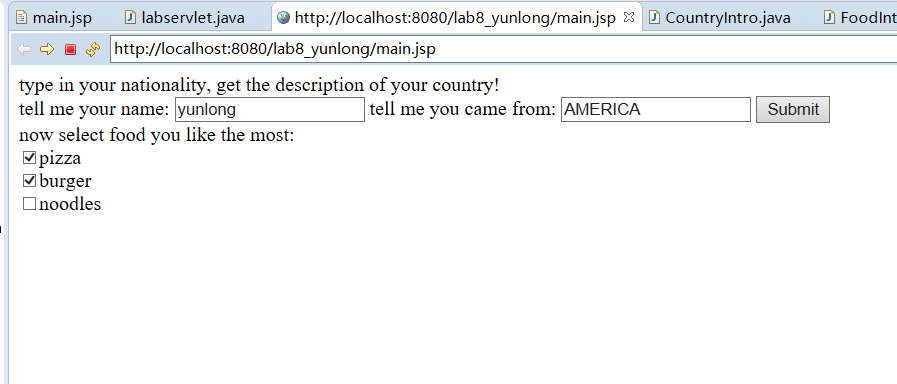 main.jsp labservlet.java http://localhost:8080/lab8_yunlong/main.jsp CountryIntro.java FoodInt
http://localhost:8080/lab8_yunlong/main.jsp
type in your nationality, get the description of your country!
tell me your name: yunlong tell me you came from: AMERICA Submit
now select food you like the most:
pizza
burger
noodles